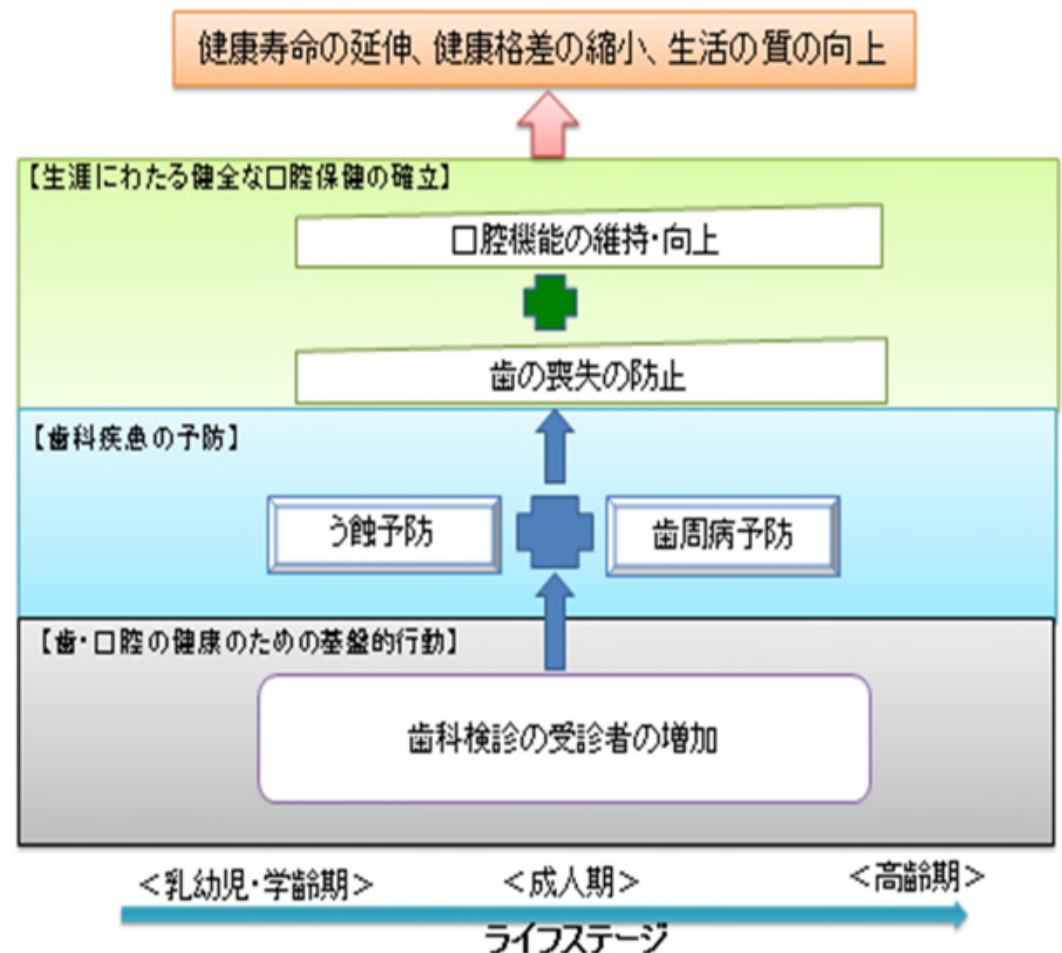 健康寿命の延伸、健康格差の縮小、生活の質の向上
【生涯にわたる健全な口腔保健の確立】
口腔機能の維持・向上
歯の喪失の防止
【歯科疾患の予防】
う蝕予防
歯周病予防
【歯・口腔の健康のための基盤的行動】
歯科検診の受診者の増加
＜乳幼児・学齢期＞
＜成人期＞
＜高齢期＞
ライフステージ